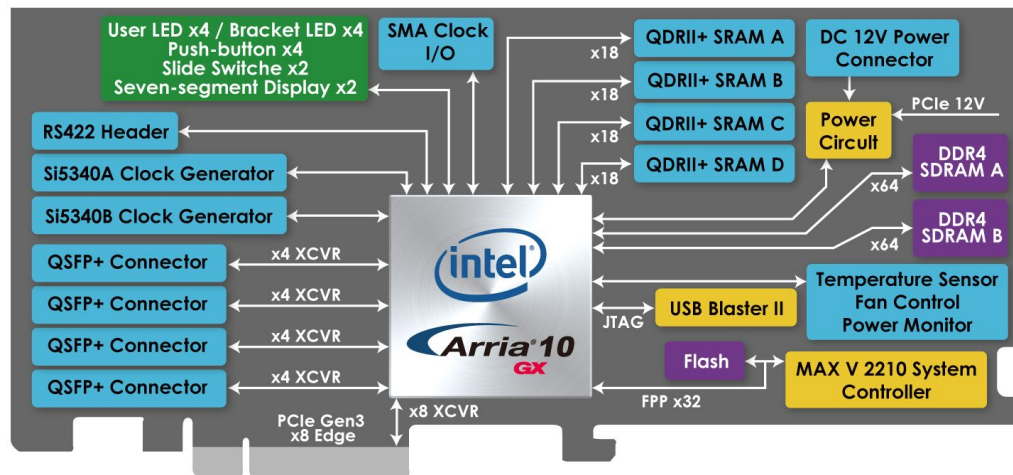 User LED x4 / Bracket LED x4
Push-button x4
Slide Switche x2
Seven-segment Display x2
SMA Clock
I/O
x18
QDRII+ SRAM A
x18
QDRII+ SRAM B
x18
QDRII+ SRAM C
x18
QDRII+ SRAM D
DC 12V Power
Connector
PCIe 12V
Power
Circuit
DDR4
SDRAM A
x64
DDR4
SDRAM B
x64
RS422 Header
Si5340A Clock Generator
Si5340B Clock Generator
QSFP+ Connector
x4 XCVR
QSFP+ Connector
x4 XCVR
QSFP+ Connector
x4 XCVR
QSFP+ Connector
x4 XCVR
intel
Arria® 10
GX
Temperature Sensor
Fan Control
Power Monitor
JTAG
USB Blaster II
Flash
MAX V 2210 System
Controller
FPP x32
PCIe Gen3
x8 Edge
x8 XCVR